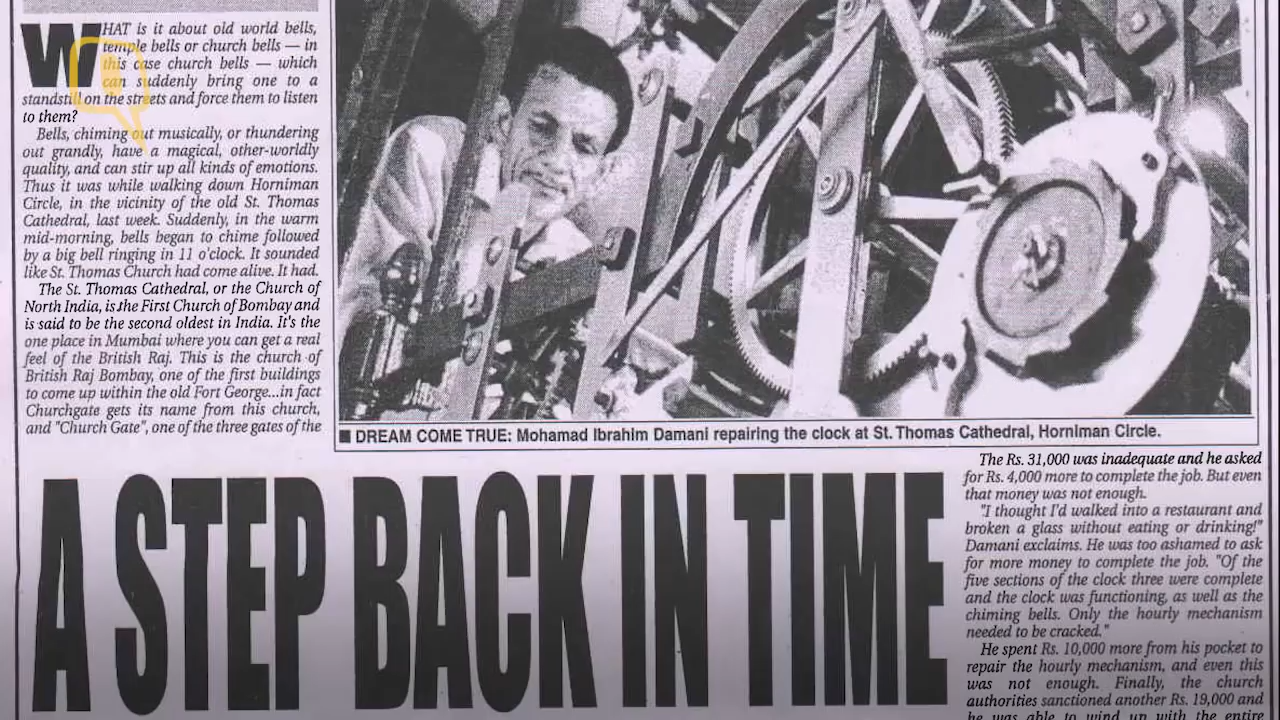 WHAT is it about old world bells,
temple bells or church bells — in
this case church bells — which
can suddenly bring one to a
standstill on the streets and force them to listen
to them?
Bells, chiming out musically, or thundering
out grandly, have a magical, other-worldly
quality, and can stir up all kinds of emotions.
Thus it was while walking down Horniman
Circle, in the vicinity of the old St. Thomas
Cathedral, last week. Suddenly, in the warm
mid-morning, bells began to chime followed
by a big bell ringing in 11 o'clock. It sounded
like St. Thomas Church had come alive. It had.
The St. Thomas Cathedral, or the Church of
North India, is the First Church of Bombay and
is said to be the second oldest in India. It's the
one place in Mumbai where you can get a real
feel of the British Raj. This is the church of
British Raj Bombay, one of the first buildings
to come up within the old Fort George...in fact
Churchgate gets its name from this church,
and "Church Gate", one of the three gates of the
■ DREAM COME TRUE: Mohamad Ibrahim Damani repairing the clock at St. Thomas Cathedral, Horniman Circle.
A STEP BACK IN TIME
The Rs. 31,000 was inadequate and he asked
for Rs. 4,000 more to complete the job. But even
that money was not enough.
"I thought I'd walked into a restaurant and
broken a glass without eating or drinking!"
Damani exclaims. He was too ashamed to ask
for more money to complete the job. "Of the
five sections of the clock three were complete
and the clock was functioning, as well as the
chiming bells. Only the hourly mechanism
needed to be cracked."
He spent Rs. 10,000 more from his pocket to
repair the hourly mechanism, and even this
was not enough. Finally, the church
authorities sanctioned another Rs. 19,000 and
he was able to wind up with the entire